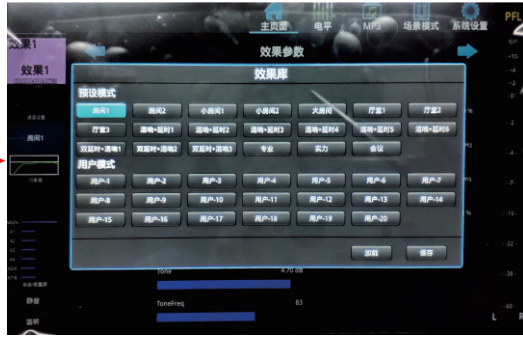 PFL
主页面 电平 MP3 场景模式 系统设置
效果1
效果参数
效果1
效果库
预设模式
房间1 房间2 小房间1 小房间2 大房间 厅堂1 厅堂2
厅堂3 混响+延时1 混响+延时2 混响+延时3 混响+延时4 混响+延时5 混响+延时6
双延时+混响1 双延时+混响2 双延时+混响3 专业 实力 会议
房间1
用户模式
用户-1 用户-2 用户-3 用户-4 用户-5 用户-6 用户-7
用户-8 用户-9 用户-10 用户-11 用户-12 用户-13 用户-14
用户-15 用户-16 用户-17 用户-18 用户-19 用户-20
加载 保存
Tone 4.70 dB
静音
ToneFreq 83
监听
L R